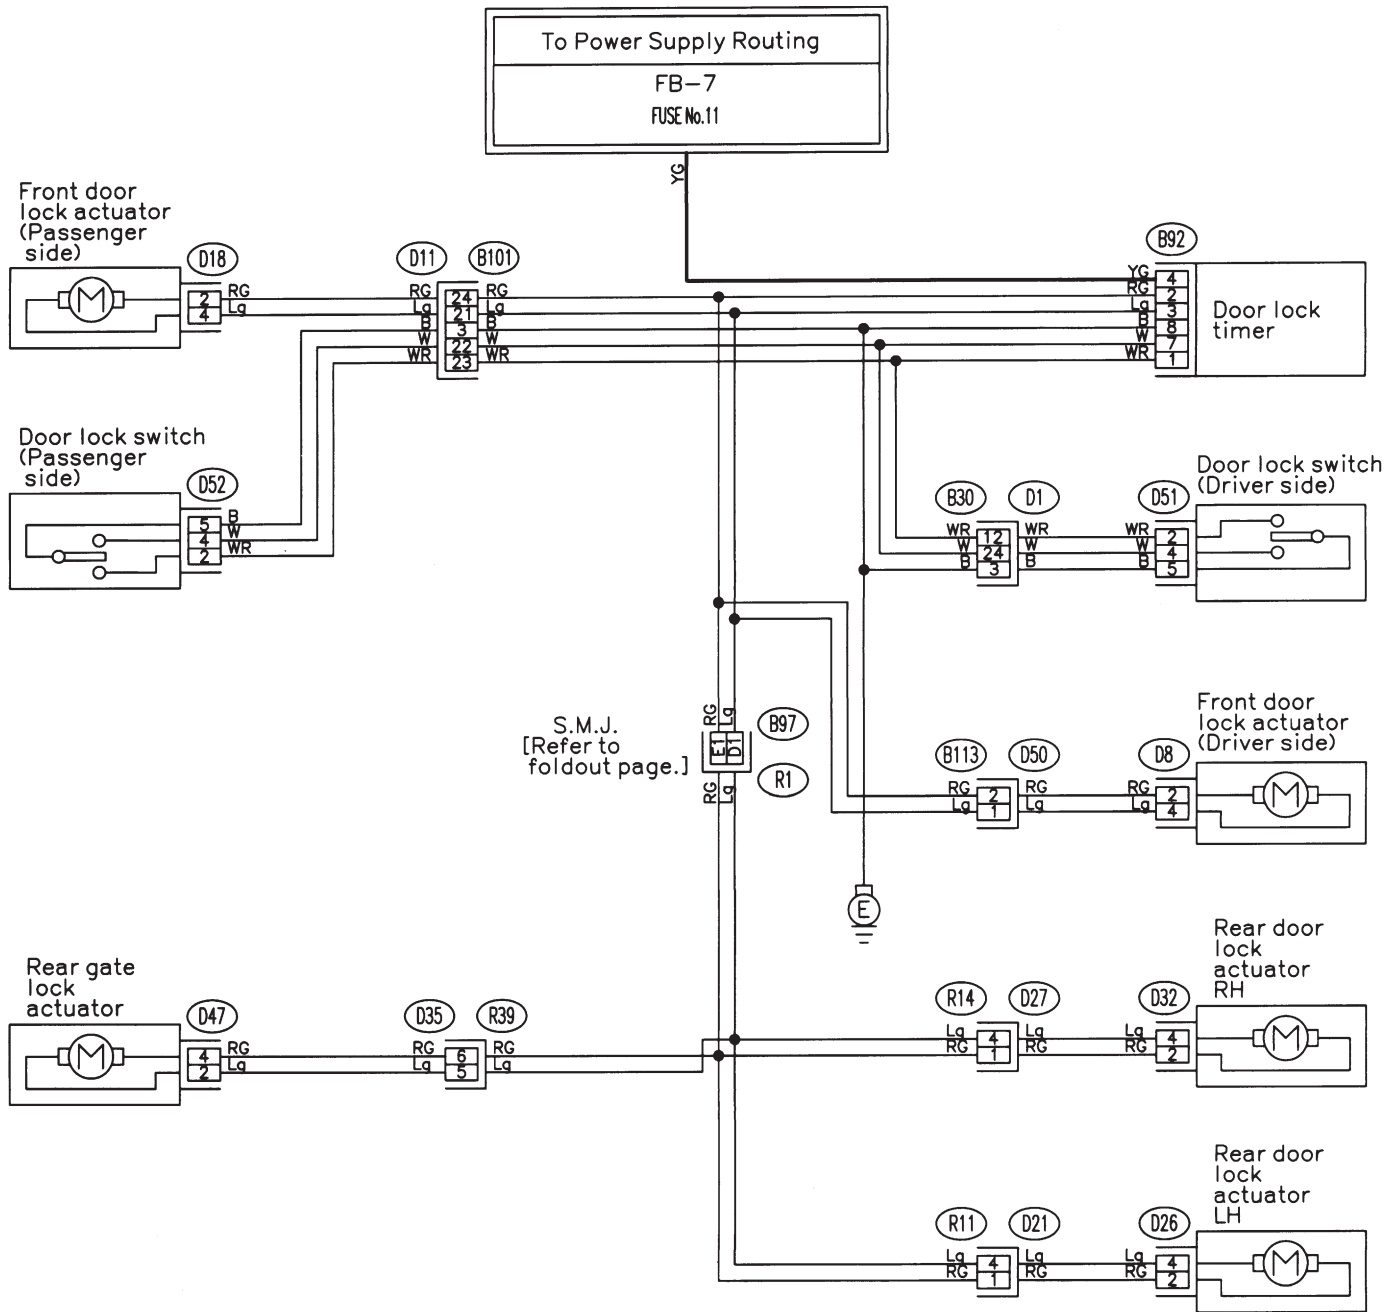 To Power Supply Routing
FB-7
FUSE No.11
YG
Front door
lock actuator
(Passenger
side)
D18
D11
B101
B92
2
4
RG
Lg
RG
Lg
B
W
WR
24
21
3
22
23
RG
Lg
B
W
WR
YG
RG
Lg
B
W
WR
4
2
3
8
7
1
Door lock
timer
Door lock switch
(Passenger
side)
D52
5
4
2
B
W
WR
Door lock switch
(Driver side)
B30
D1
D51
WR
W
B
12
24
3
WR
W
B
WR
W
B
2
4
5
S.M.J.
[Refer to
foldout page.]
RG
Lg
E1
D1
RG
Lg
B97
R1
Front door
lock actuator
(Driver side)
B113
D50
D8
RG
Lg
2
1
RG
Lg
RG
Lg
2
4
M
M
E
Rear gate
lock
actuator
D47
D35
R39
M
4
2
RG
Lg
RG
Lg
6
5
RG
Lg
Rear door
lock
actuator
RH
R14
D27
D32
Lg
RG
4
1
Lg
RG
Lg
RG
4
2
M
Rear door
lock
actuator
LH
R11
D21
D26
Lg
RG
4
1
Lg
RG
Lg
RG
4
2
M